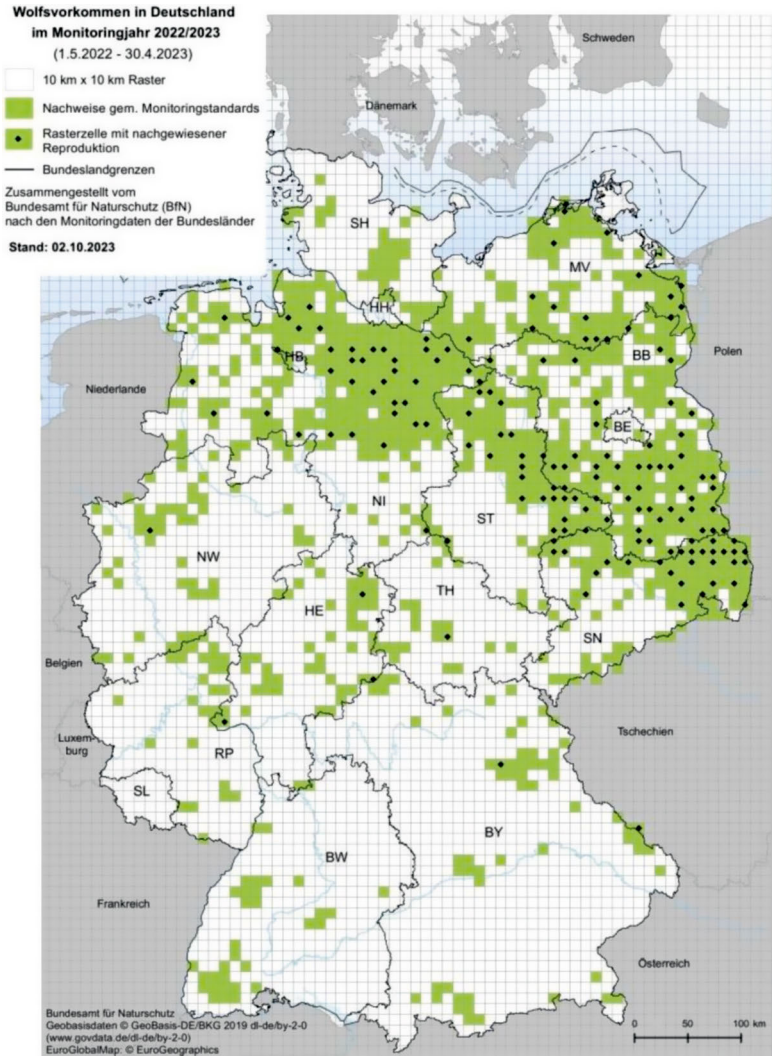 Wolfsvorkommen in Deutschland
im Monitoringjahr 2022/2023
(1.5.2022 - 30.4.2023)
10 km x 10 km Raster
Nachweise gem. Monitoringstandards
Rasterzelle mit nachgewiesener
Reproduktion
Bundeslandgrenzen
Zusammengestellt vom
Bundesamt für Naturschutz (BfN)
nach den Monitoringdaten der Bundesländer
Stand: 02.10.2023
Schweden
Dänemark
SH
MV
HH
HB
BB
Polen
Niederlande
BE
NI
ST
NW
TH
HE
SN
Belgien
Luxem-
burg
RP
Tschechien
SL
BY
BW
Frankreich
Österreich
Bundesamt für Naturschutz
Geobasisdaten © GeoBasis-DE/BKG 2019 dl-de/by-2-0
(www.govdata.de/dl-de/by-2-0)
EuroGlobalMap: © EuroGeographics
0 50 100 km